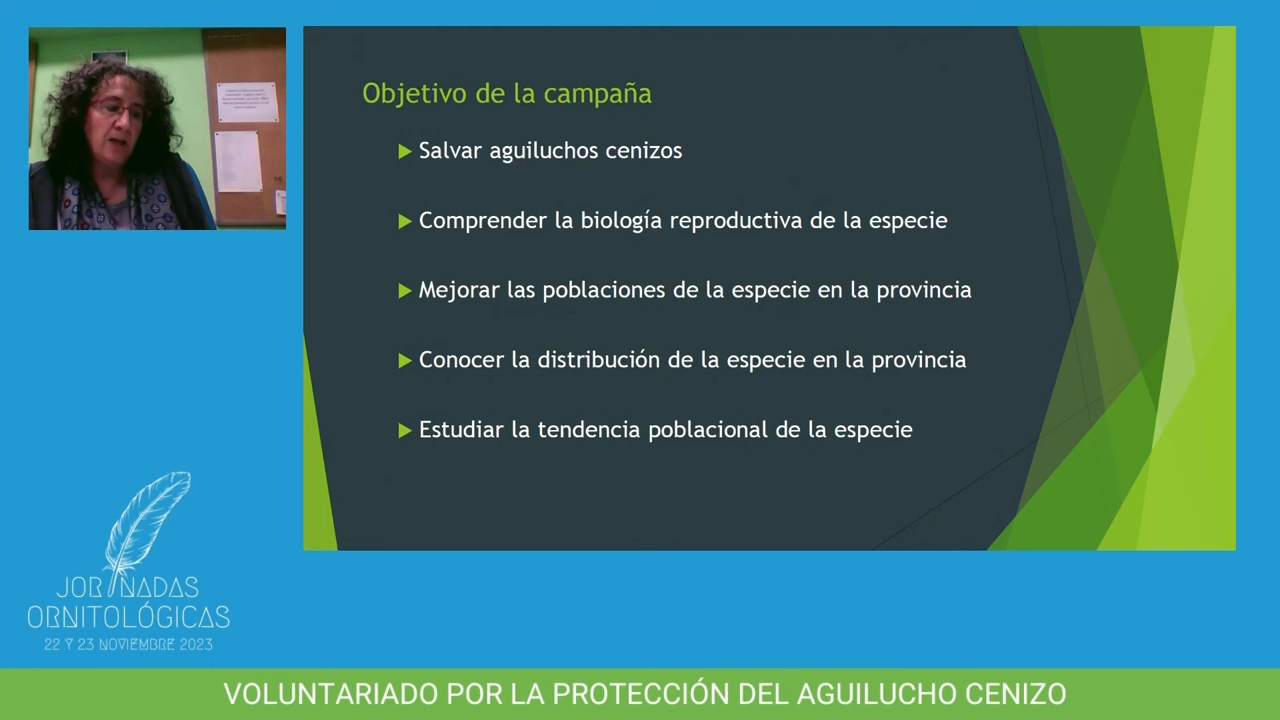 Objetivo de la campaña
Salvar aguiluchos cenizos
Comprender la biología reproductiva de la especie
Mejorar las poblaciones de la especie en la provincia
Conocer la distribución de la especie en la provincia
Estudiar la tendencia poblacional de la especie
JORNADAS
ORNITOLÓGICAS
22 Y 23 NOVIEMBRE 2023
VOLUNTARIADO POR LA PROTECCIÓN DEL AGUILUCHO CENIZO